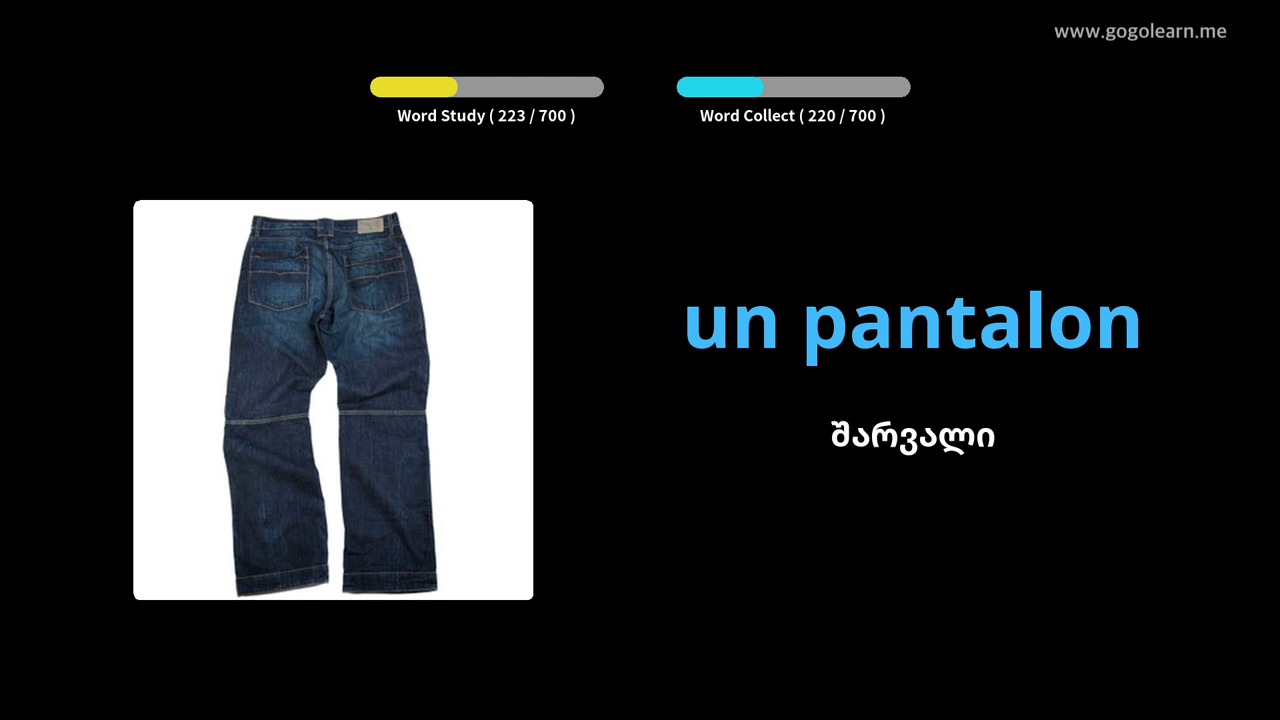 www.gogolearn.me
Word Study ( 223 / 700 )
Word Collect ( 220 / 700 )
un pantalon
შარვალი